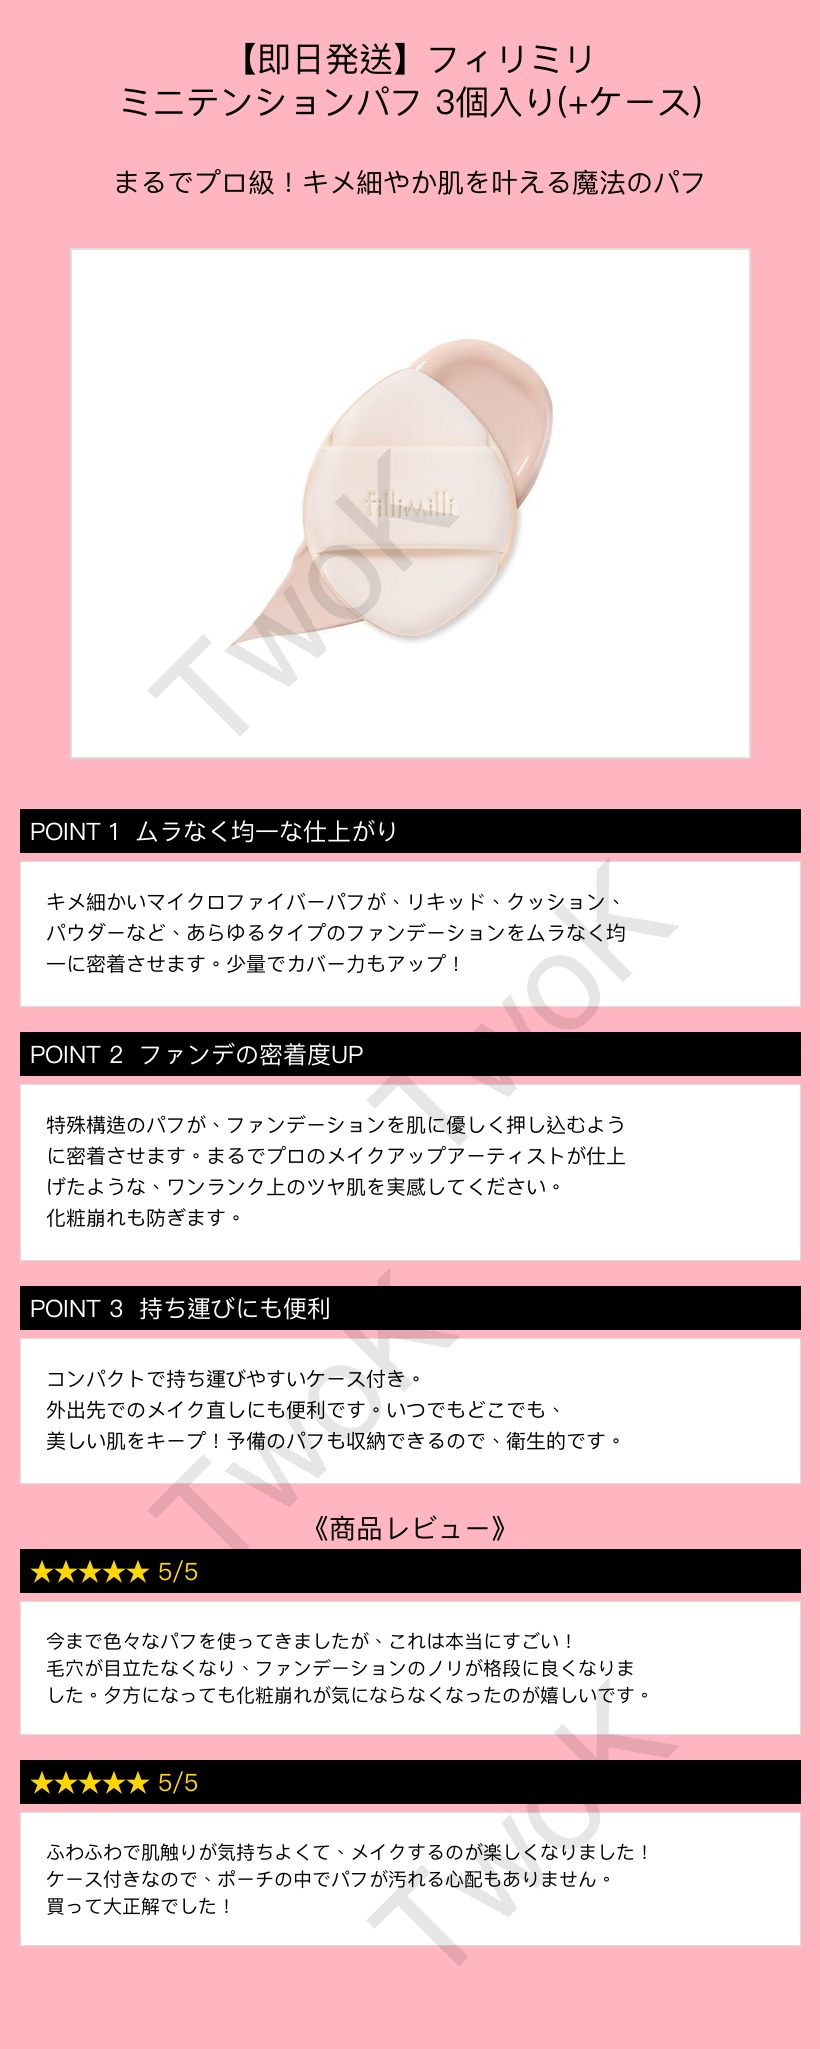 【即日発送】フィリミリ
ミニテンションパフ 3個入り(+ケース)
まるでプロ級！キメ細やか肌を叶える魔法のパフ
fillimilli
TwoK
POINT 1 ムラなく均一な仕上がり
キメ細かいマイクロファイバーパフが、リキッド、クッション、
パウダーなど、あらゆるタイプのファンデーションをムラなく均
一に密着させます。少量でカバー力もアップ！
TwoK
POINT 2 ファンデの密着度UP
特殊構造のパフが、ファンデーションを肌に優しく押し込むよう
に密着させます。まるでプロのメイクアップアーティストが仕上
げたような、ワンランク上のツヤ肌を実感してください。
化粧崩れも防ぎます。
POINT 3 持ち運びにも便利
コンパクトで持ち運びやすいケース付き。
外出先でのメイク直しにも便利です。いつでもどこでも、
美しい肌をキープ！予備のパフも収納できるので、衛生的です。
TwoK
《商品レビュー》
★★★★★ 5/5
今まで色々なパフを使ってきましたが、これは本当にすごい！
毛穴が目立たなくなり、ファンデーションのノリが格段に良くなりま
した。夕方になっても化粧崩れが気にならなくなったのが嬉しいです。
★★★★★ 5/5
ふわふわで肌触りが気持ちよくて、メイクするのが楽しくなりました！
ケース付きなので、ポーチの中でパフが汚れる心配もありません。
買って大正解でした！
TwoK